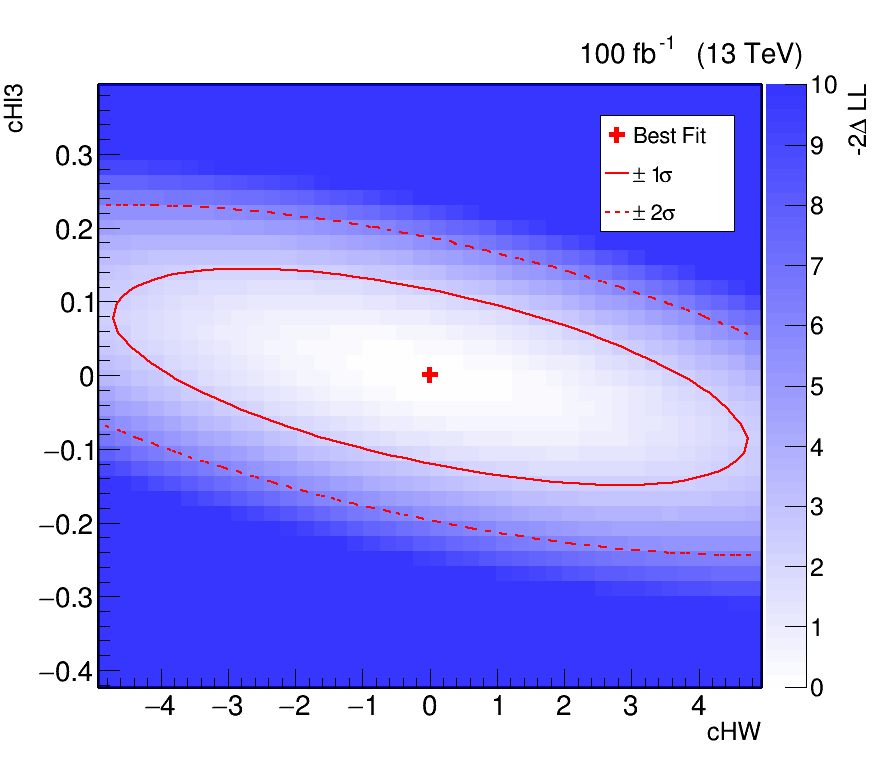 100 fb⁻¹ (13 TeV)
cHl3
Best Fit
± 1σ
± 2σ
0.3
0.2
0.1
0
−0.1
−0.2
−0.3
−0.4
−4 −3 −2 −1 0 1 2 3 4
cHW
10
9
8
7
6
5
4
3
2
1
0
-2Δ LL